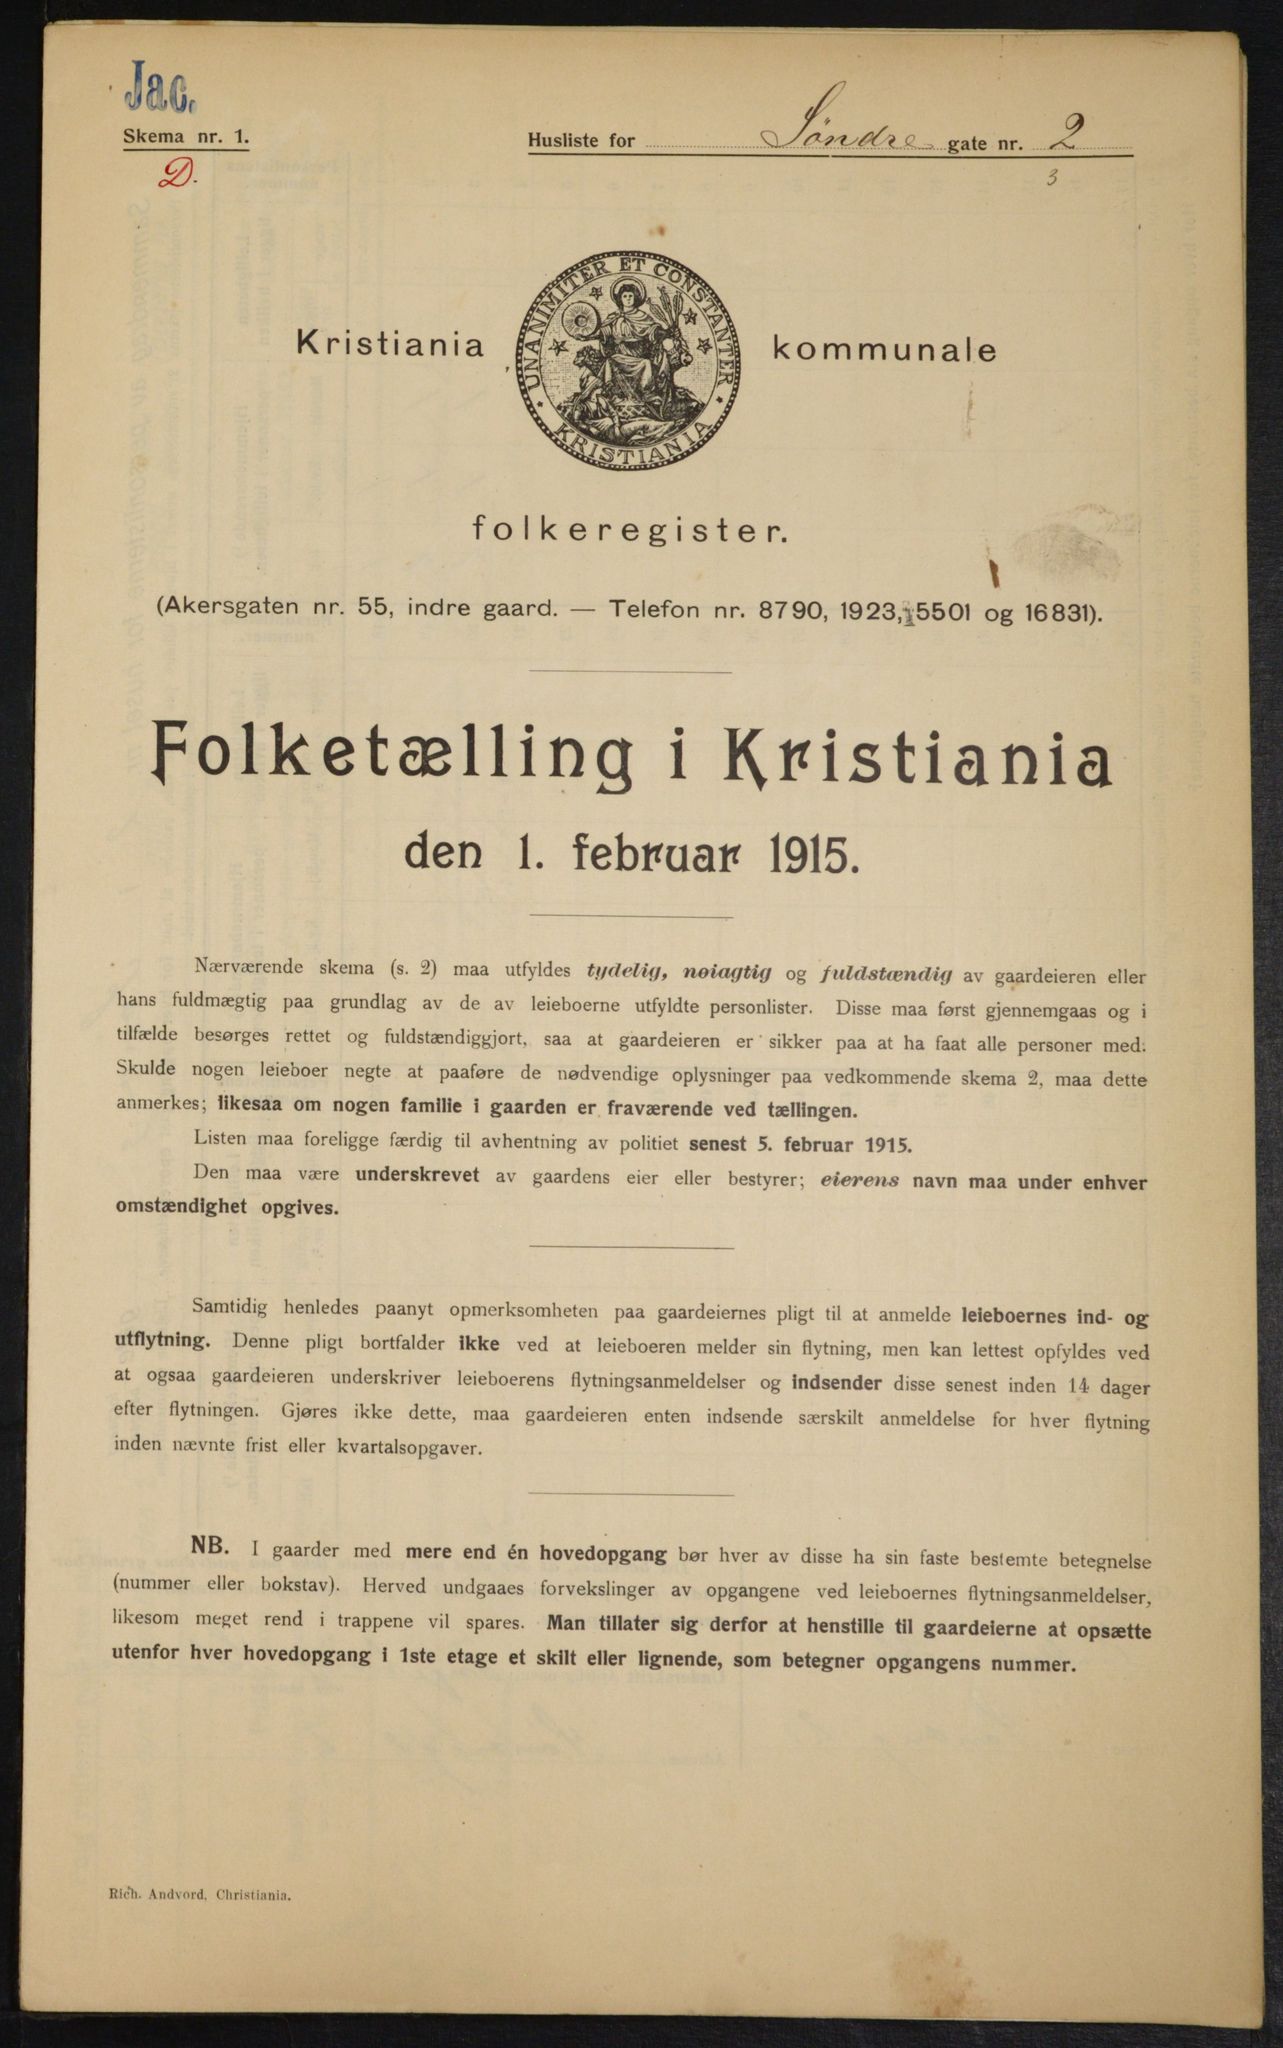 Jac.
Skema nr. 1.
D.
Husliste for Söndre gate nr. 2
3
UNANIMITER ET CONSTANTER
KRISTIANIA
Kristiania kommunale
folkeregister.
(Akersgaten nr. 55, indre gaard. — Telefon nr. 8790, 1923, 15501 og 16831).
Folketælling i Kristiania
den 1. februar 1915.
Nærværende skema (s. 2) maa utfyldes tydelig, nøiagtig og fuldstændig av gaardeieren eller
hans fuldmægtig paa grundlag av de av leieboerne utfyldte personlister. Disse maa først gjennemgaas og i
tilfælde besørges rettet og fuldstændiggjort, saa at gaardeieren er sikker paa at ha faat alle personer med.
Skulde nogen leieboer negte at paaføre de nødvendige oplysninger paa vedkommende skema 2, maa dette
anmerkes; likesaa om nogen familie i gaarden er fraværende ved tællingen.
Listen maa foreligge færdig til avhentning av politiet senest 5. februar 1915.
Den maa være underskrevet av gaardens eier eller bestyrer; eierens navn maa under enhver
omstændighet opgives.
Samtidig henledes paanyt opmerksomheten paa gaardeiernes pligt til at anmelde leieboernes ind- og
utflytning. Denne pligt bortfalder ikke ved at leieboeren melder sin flytning, men kan lettest opfyldes ved
at ogsaa gaardeieren underskriver leieboerens flytningsanmeldelser og indsender disse senest inden 14 dager
efter flytningen. Gjøres ikke dette, maa gaardeieren enten indsende særskilt anmeldelse for hver flytning
inden nævnte frist eller kvartalsopgaver.
NB. I gaarder med mere end én hovedopgang bør hver av disse ha sin faste bestemte betegnelse
(nummer eller bokstav). Herved undgaaes forvekslinger av opgangene ved leieboernes flytningsanmeldelser,
likesom meget rend i trappene vil spares. Man tillater sig derfor at henstille til gaardeierne at opsætte
utenfor hver hovedopgang i 1ste etage et skilt eller lignende, som betegner opgangens nummer.
Rich. Andvord, Christiania.